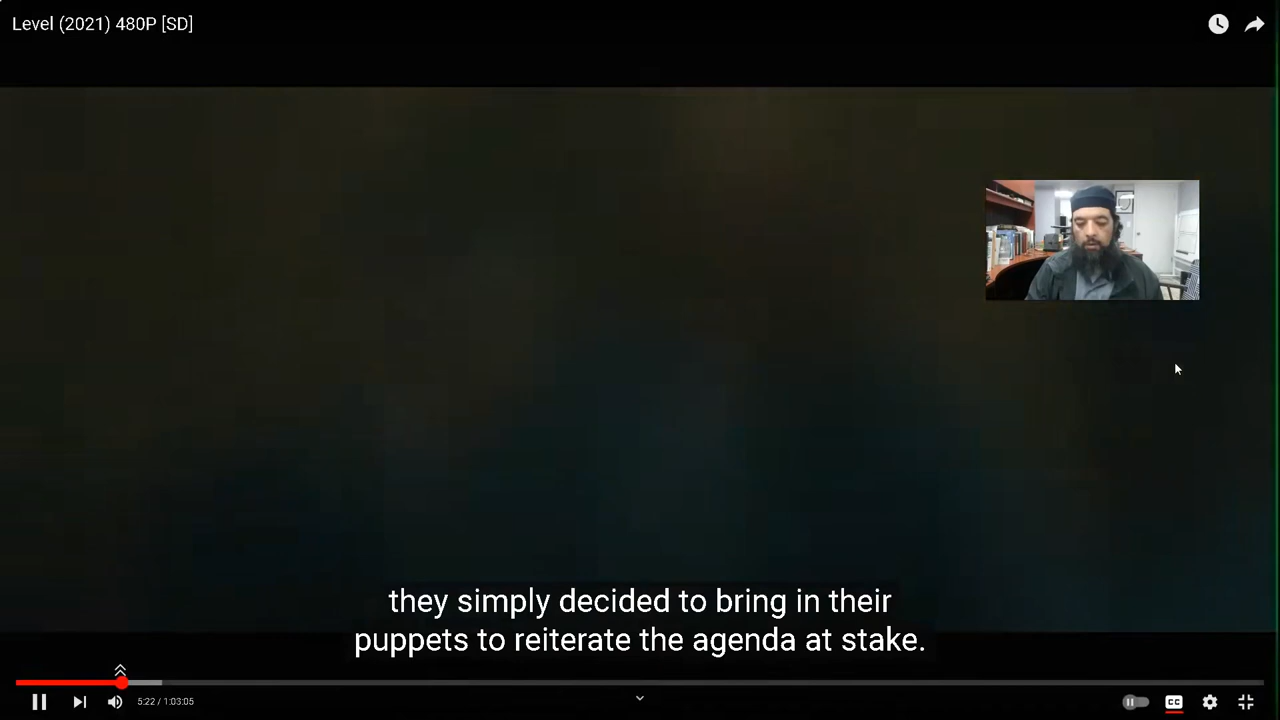 Level (2021) 480P [SD]
they simply decided to bring in their
puppets to reiterate the agenda at stake.
5:22 / 1:03:05
CC